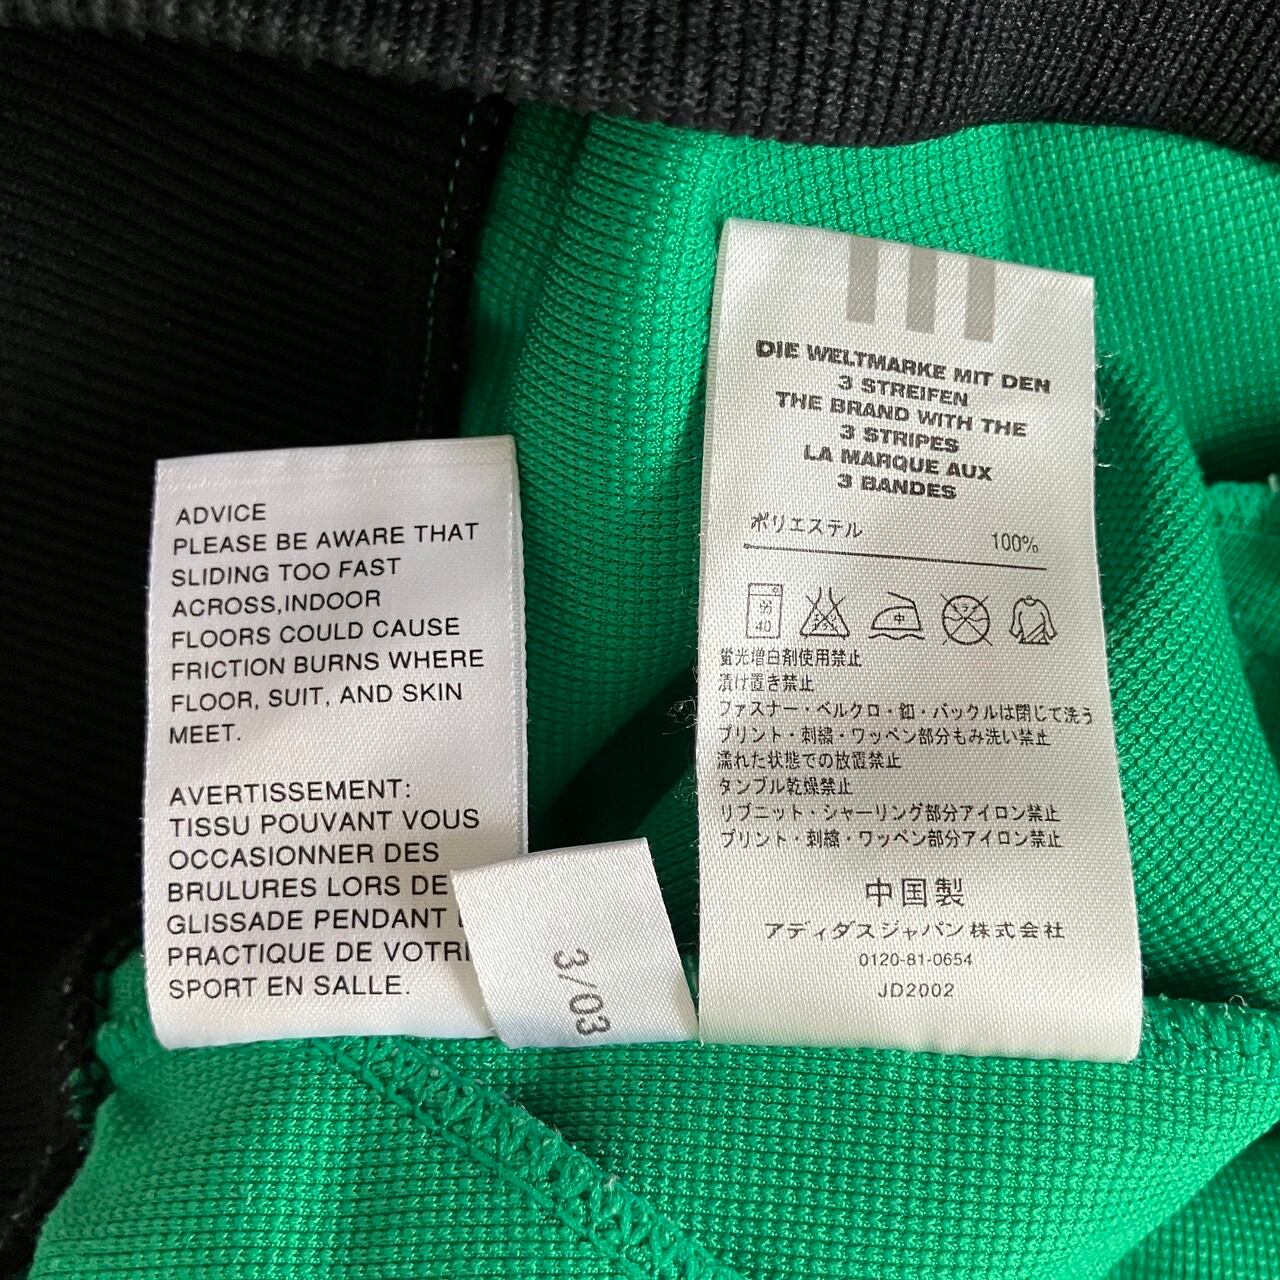 ADVICE
PLEASE BE AWARE THAT
SLIDING TOO FAST
ACROSS,INDOOR
FLOORS COULD CAUSE
FRICTION BURNS WHERE
FLOOR, SUIT, AND SKIN
MEET.
AVERTISSEMENT:
TISSU POUVANT VOUS
OCCASIONNER DES
BRULURES LORS DE
GLISSADE PENDANT
PRACTIQUE DE VOTR
SPORT EN SALLE.
3/03
DIE WELTMARKE MIT DEN
3 STREIFEN
THE BRAND WITH THE
3 STRIPES
LA MARQUE AUX
3 BANDES
ポリエステル 100%
40 中
蛍光増白剤使用禁止
漬け置き禁止
ファスナー・ベルクロ・釦・バックルは閉じて洗う
プリント・刺繍・ワッペン部分もみ洗い禁止
濡れた状態での放置禁止
タンブル乾燥禁止
リブニット・シャーリング部分アイロン禁止
プリント・刺繍・ワッペン部分アイロン禁止
中国製
アディダスジャパン株式会社
0120-81-0654
JD2002